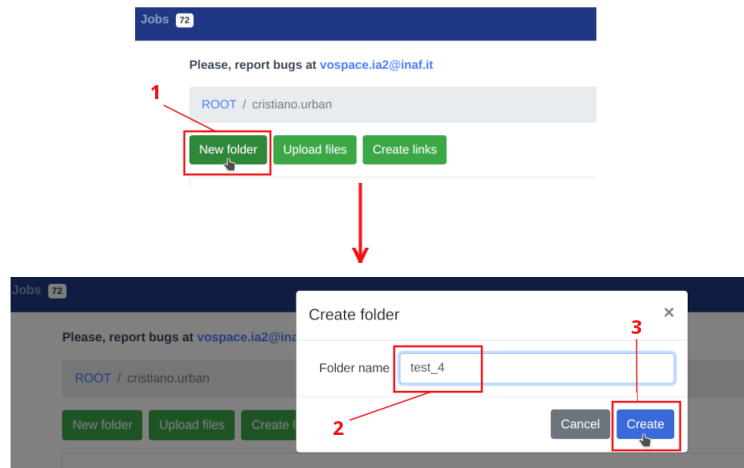 Jobs 72
Please, report bugs at vospace.ia2@inaf.it
1
ROOT / cristiano.urban
New folder Upload files Create links
Jobs 72
Create folder ×
3
Please, report bugs at vospace.ia2@ina
Folder name test_4
ROOT / cristiano.urban
2
New folder Upload files Create l
Cancel Create